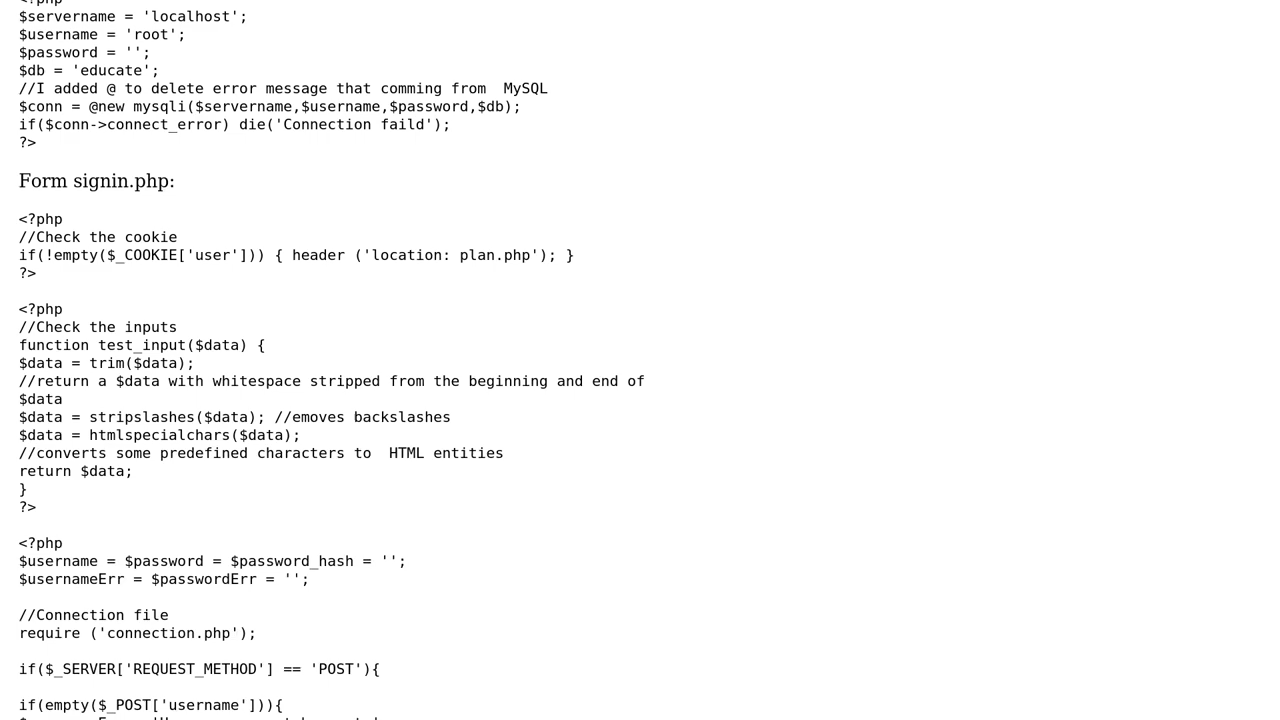 <?php
$servername = 'localhost';
$username = 'root';
$password = '';
$db = 'educate';
//I added @ to delete error message that comming from  MySQL
$conn = @new mysqli($servername,$username,$password,$db);
if($conn->connect_error) die('Connection faild');
?>
Form signin.php:
<?php
//Check the cookie
if(!empty($_COOKIE['user'])) { header ('location: plan.php'); }
?>
<?php
//Check the inputs
function test_input($data) {
$data = trim($data);
//return a $data with whitespace stripped from the beginning and end of
$data
$data = stripslashes($data); //emoves backslashes
$data = htmlspecialchars($data);
//converts some predefined characters to  HTML entities
return $data;
}
?>
<?php
$username = $password = $password_hash = '';
$usernameErr = $passwordErr = '';
//Connection file
require ('connection.php');
if($_SERVER['REQUEST_METHOD'] == 'POST'){
if(empty($_POST['username'])){